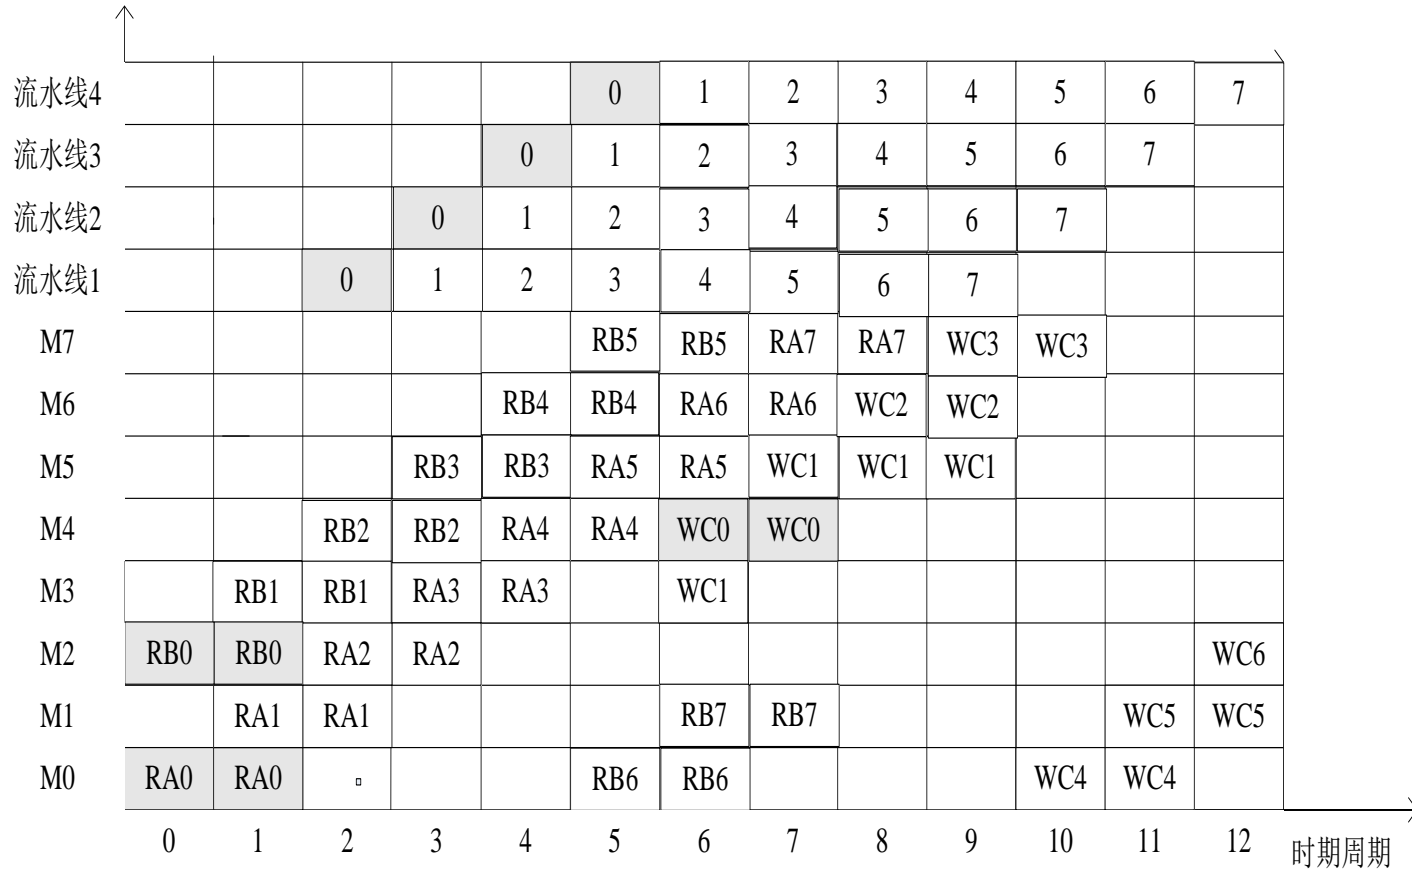 流水线4 0 1 2 3 4 5 6 7
流水线3 0 1 2 3 4 5 6 7
流水线2 0 1 2 3 4 5 6 7
流水线1 0 1 2 3 4 5 6 7
M7 RB5 RB5 RA7 RA7 WC3 WC3
M6 RB4 RB4 RA6 RA6 WC2 WC2
M5 RB3 RB3 RA5 RA5 WC1 WC1 WC1
M4 RB2 RB2 RA4 RA4 WC0 WC0
M3 RB1 RB1 RA3 RA3 WC1
M2 RB0 RB0 RA2 RA2 WC6
M1 RA1 RA1 RB7 RB7 WC5 WC5
M0 RA0 RA0 RB6 RB6 WC4 WC4
0 1 2 3 4 5 6 7 8 9 10 11 12 时期周期